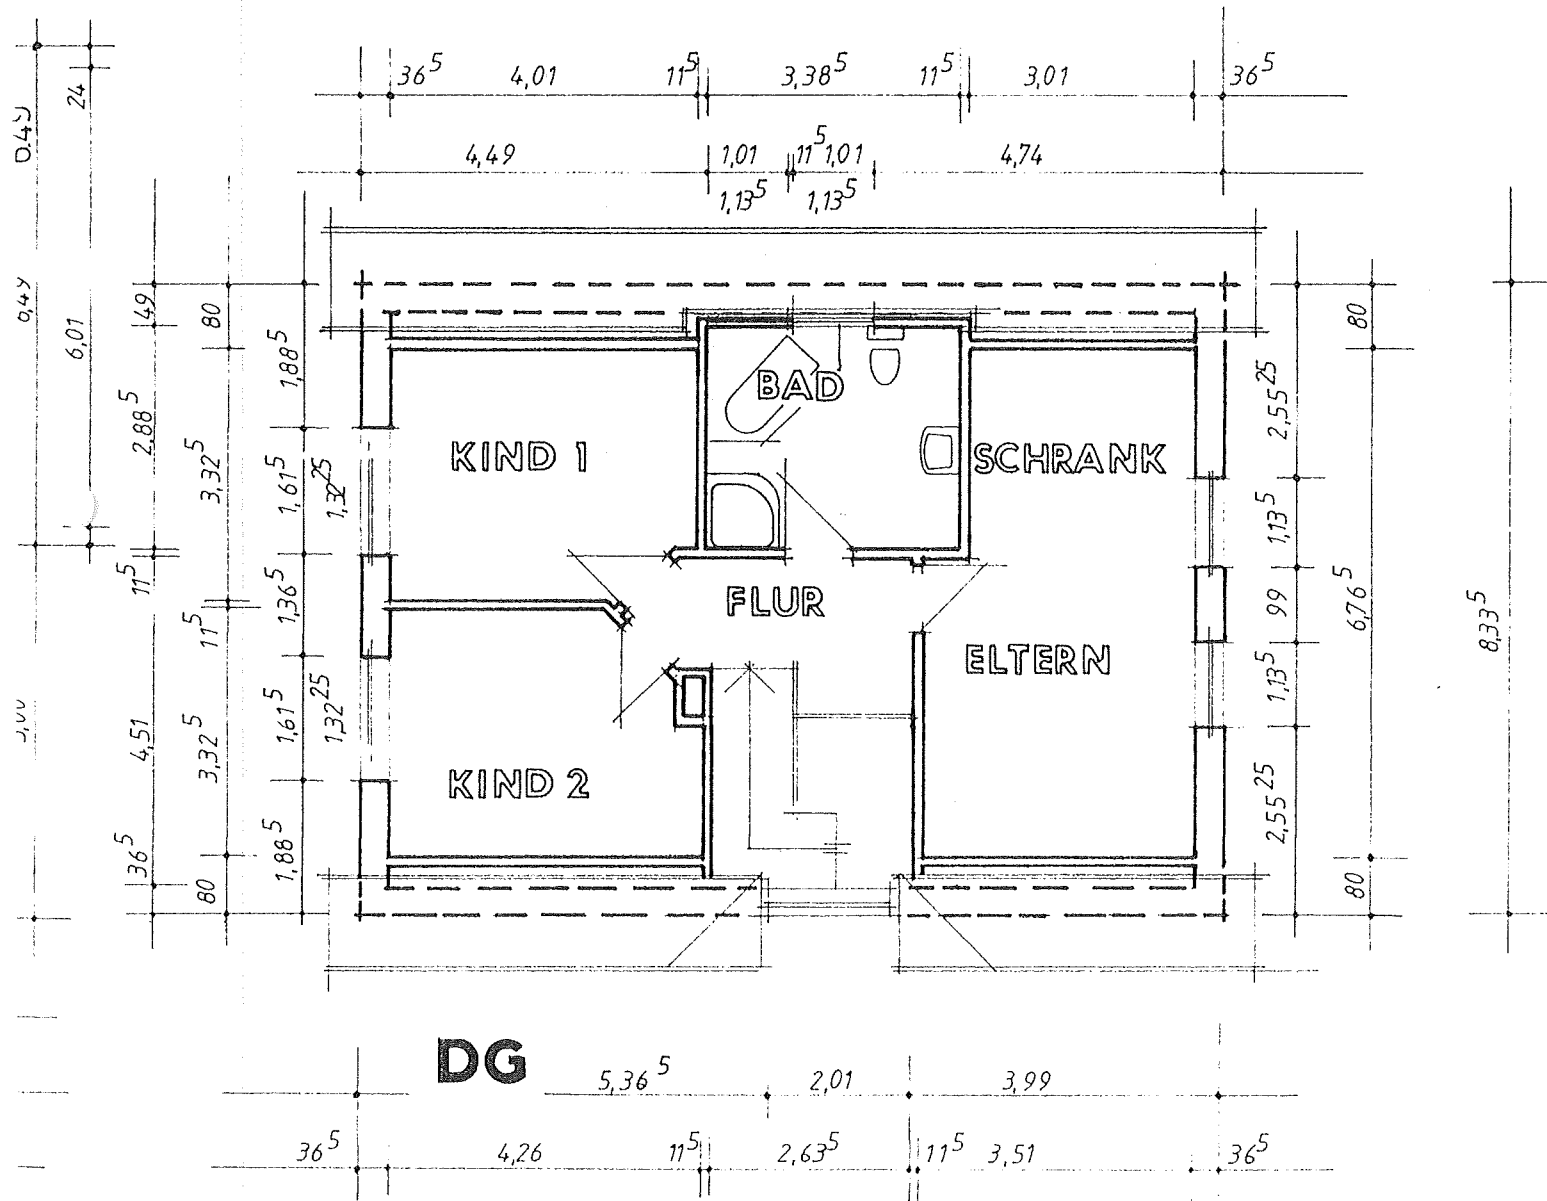 36⁵ 4,01 11⁵ 3,38⁵ 11⁵ 3,01 36⁵
4,49 1,01 11⁵ 1,01 4,74
1,13⁵ 1,13⁵
24
6,01
49
2,88⁵
11⁵
4,51
36⁵
80
3,32⁵
11⁵
3,32⁵
80
1,88⁵
1,61⁵
1,32²⁵
1,36⁵
1,61⁵
1,32²⁵
1,88⁵
BAD
KIND 1
SCHRANK
FLUR
ELTERN
KIND 2
2,55²⁵
1,13⁵
99
1,13⁵
2,55²⁵
80
6,76⁵
80
8,33⁵
DG
5,36⁵ 2,01 3,99
36⁵ 4,26 11⁵ 2,63⁵ 11⁵ 3,51 36⁵